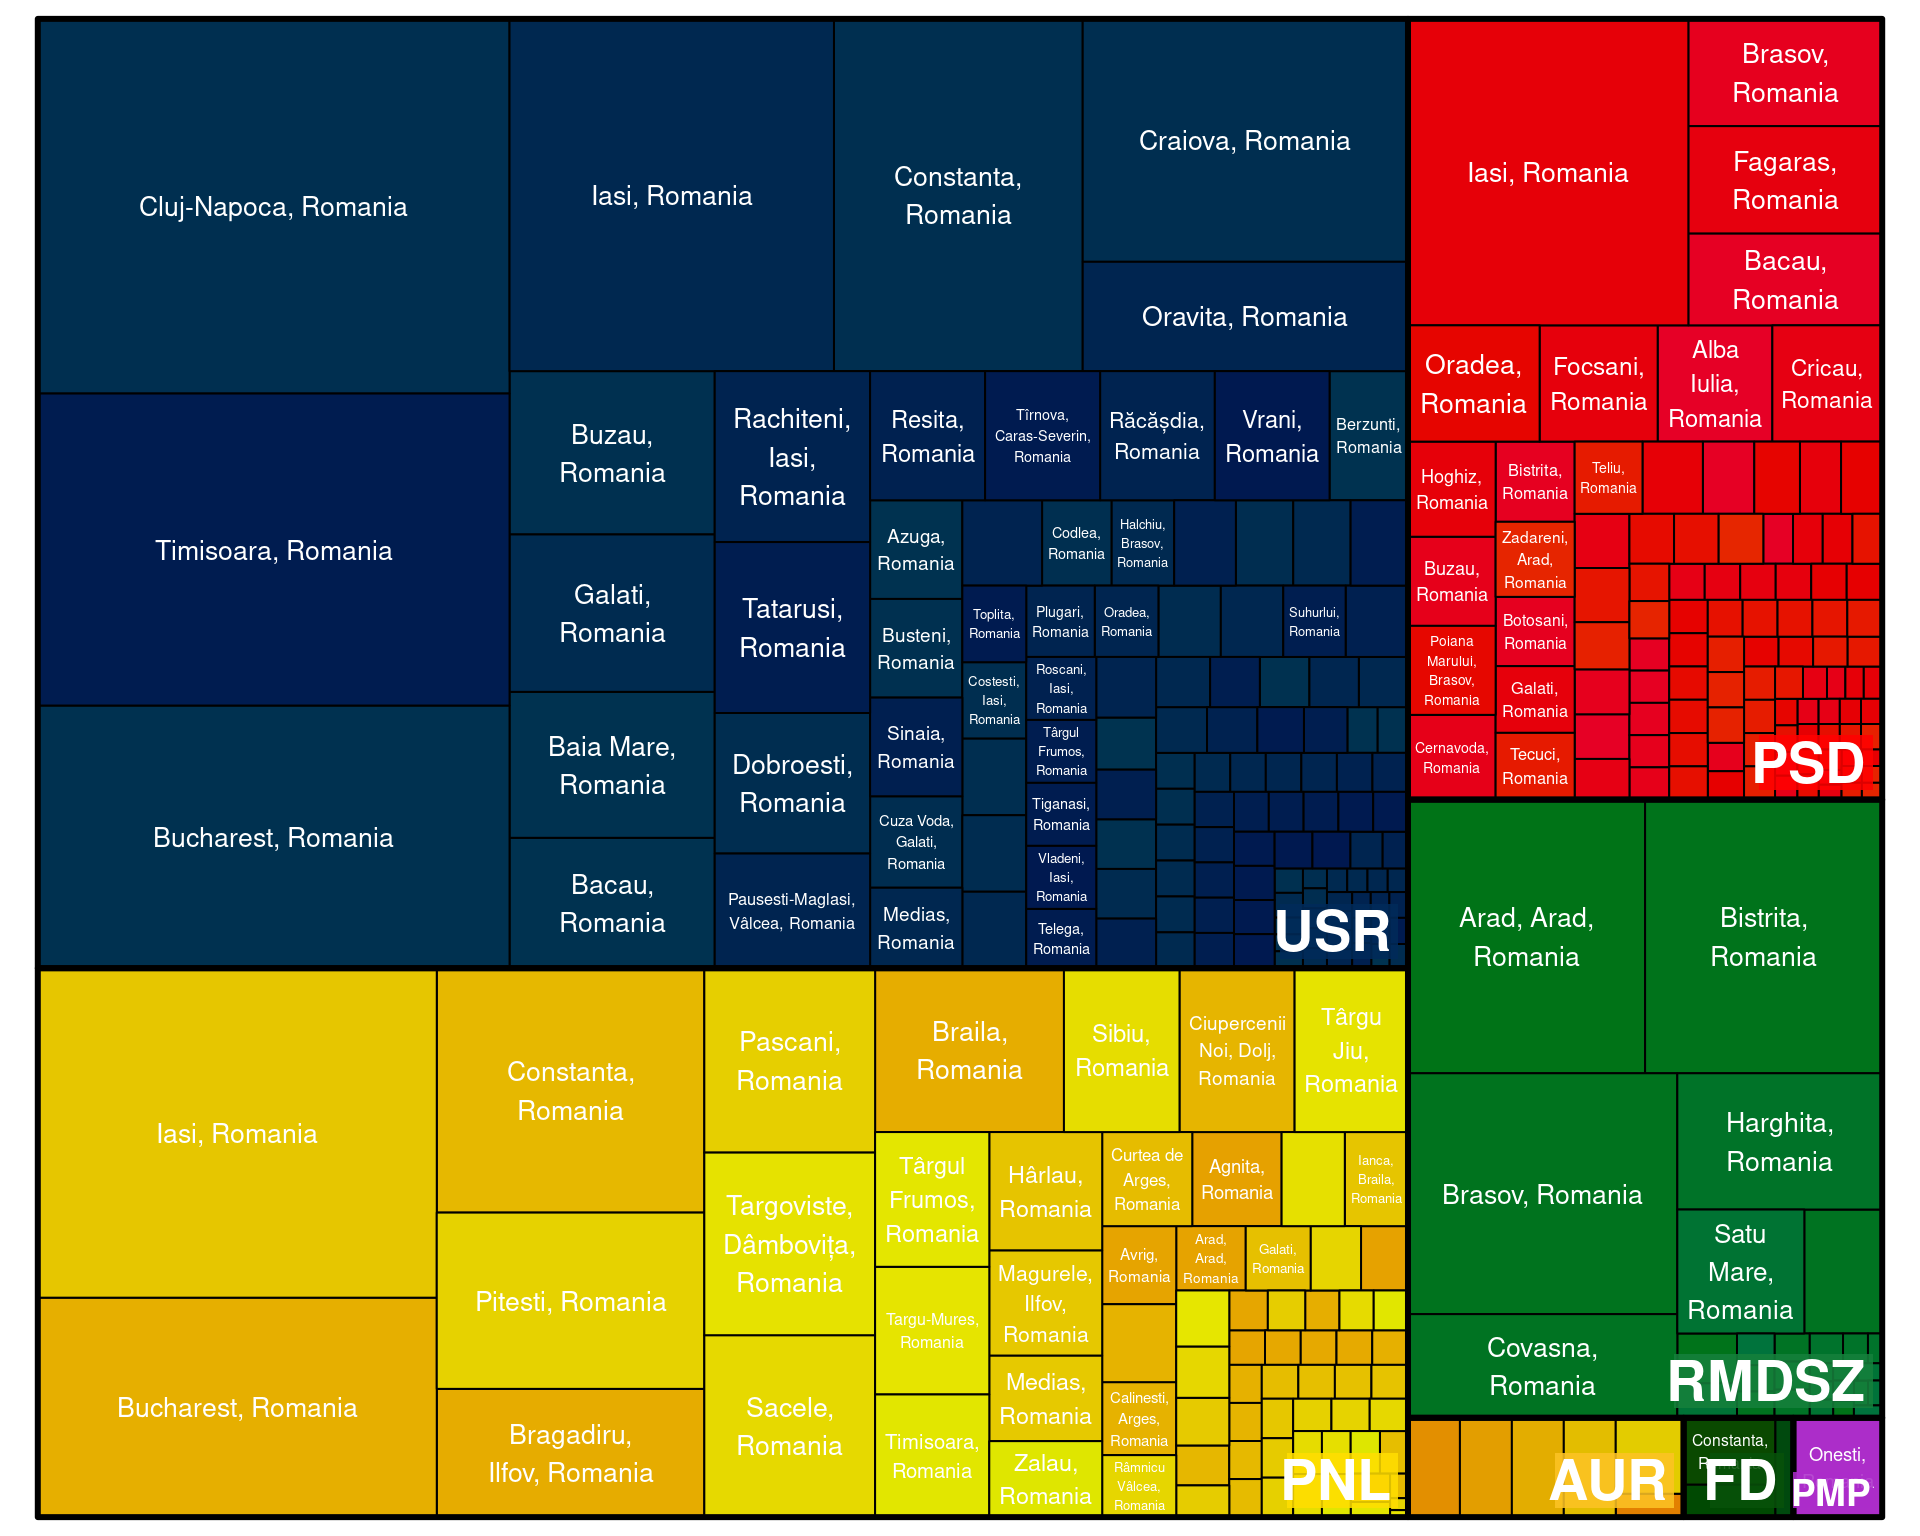 Cluj-Napoca, Romania
Timisoara, Romania
Bucharest, Romania
Iasi, Romania
Constanta,
Romania
Craiova, Romania
Oravita, Romania
Buzau,
Romania
Galati,
Romania
Baia Mare,
Romania
Bacau,
Romania
Rachiteni,
Iasi,
Romania
Tatarusi,
Romania
Dobroesti,
Romania
Pausesti-Maglasi,
Vâlcea, Romania
Resita,
Romania
Tîrnova,
Caras-Severin,
Romania
Răcășdia,
Romania
Vrani,
Romania
Berzunti,
Romania
Azuga,
Romania
Busteni,
Romania
Sinaia,
Romania
Cuza Voda,
Galati,
Romania
Medias,
Romania
Codlea,
Romania
Halchiu,
Brasov,
Romania
Toplita,
Romania
Plugari,
Romania
Oradea,
Romania
Suhurlui,
Romania
Costesti,
Iasi,
Romania
Roscani,
Iasi,
Romania
Târgul
Frumos,
Romania
Tiganasi,
Romania
Vladeni,
Iasi,
Romania
Telega,
Romania
USR
Iasi, Romania
Brasov,
Romania
Fagaras,
Romania
Bacau,
Romania
Oradea,
Romania
Focsani,
Romania
Alba
Iulia,
Romania
Cricau,
Romania
Hoghiz,
Romania
Buzau,
Romania
Poiana
Marului,
Brasov,
Romania
Cernavoda,
Romania
Bistrita,
Romania
Zadareni,
Arad,
Romania
Botosani,
Romania
Galati,
Romania
Tecuci,
Romania
Teliu,
Romania
PSD
Iasi, Romania
Bucharest, Romania
Constanta,
Romania
Pitesti, Romania
Bragadiru,
Ilfov, Romania
Pascani,
Romania
Targoviste,
Dâmbovița,
Romania
Sacele,
Romania
Braila,
Romania
Sibiu,
Romania
Ciupercenii
Noi, Dolj,
Romania
Târgu
Jiu,
Romania
Târgul
Frumos,
Romania
Targu-Mures,
Romania
Timisoara,
Romania
Hârlau,
Romania
Magurele,
Ilfov,
Romania
Medias,
Romania
Zalau,
Romania
Curtea de
Arges,
Romania
Agnita,
Romania
Ianca,
Braila,
Romania
Avrig,
Romania
Arad,
Arad,
Romania
Galati,
Romania
Calinesti,
Arges,
Romania
Râmnicu
Vâlcea,
Romania
PNL
Arad, Arad,
Romania
Bistrita,
Romania
Brasov, Romania
Harghita,
Romania
Satu
Mare,
Romania
Covasna,
Romania
RMDSZ
AUR
Constanta,
FD
Onesti,
PMP